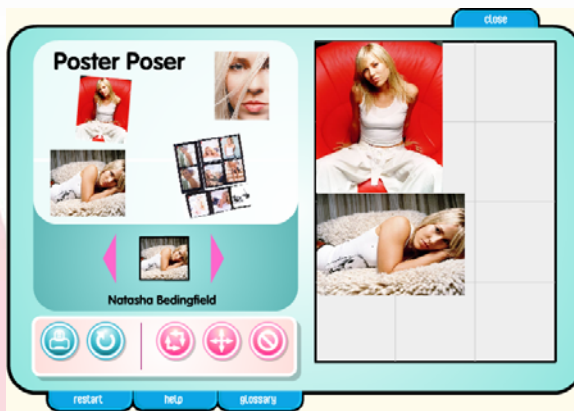 close
Poster Poser
Natasha Bedingfield
restart
help
glossary